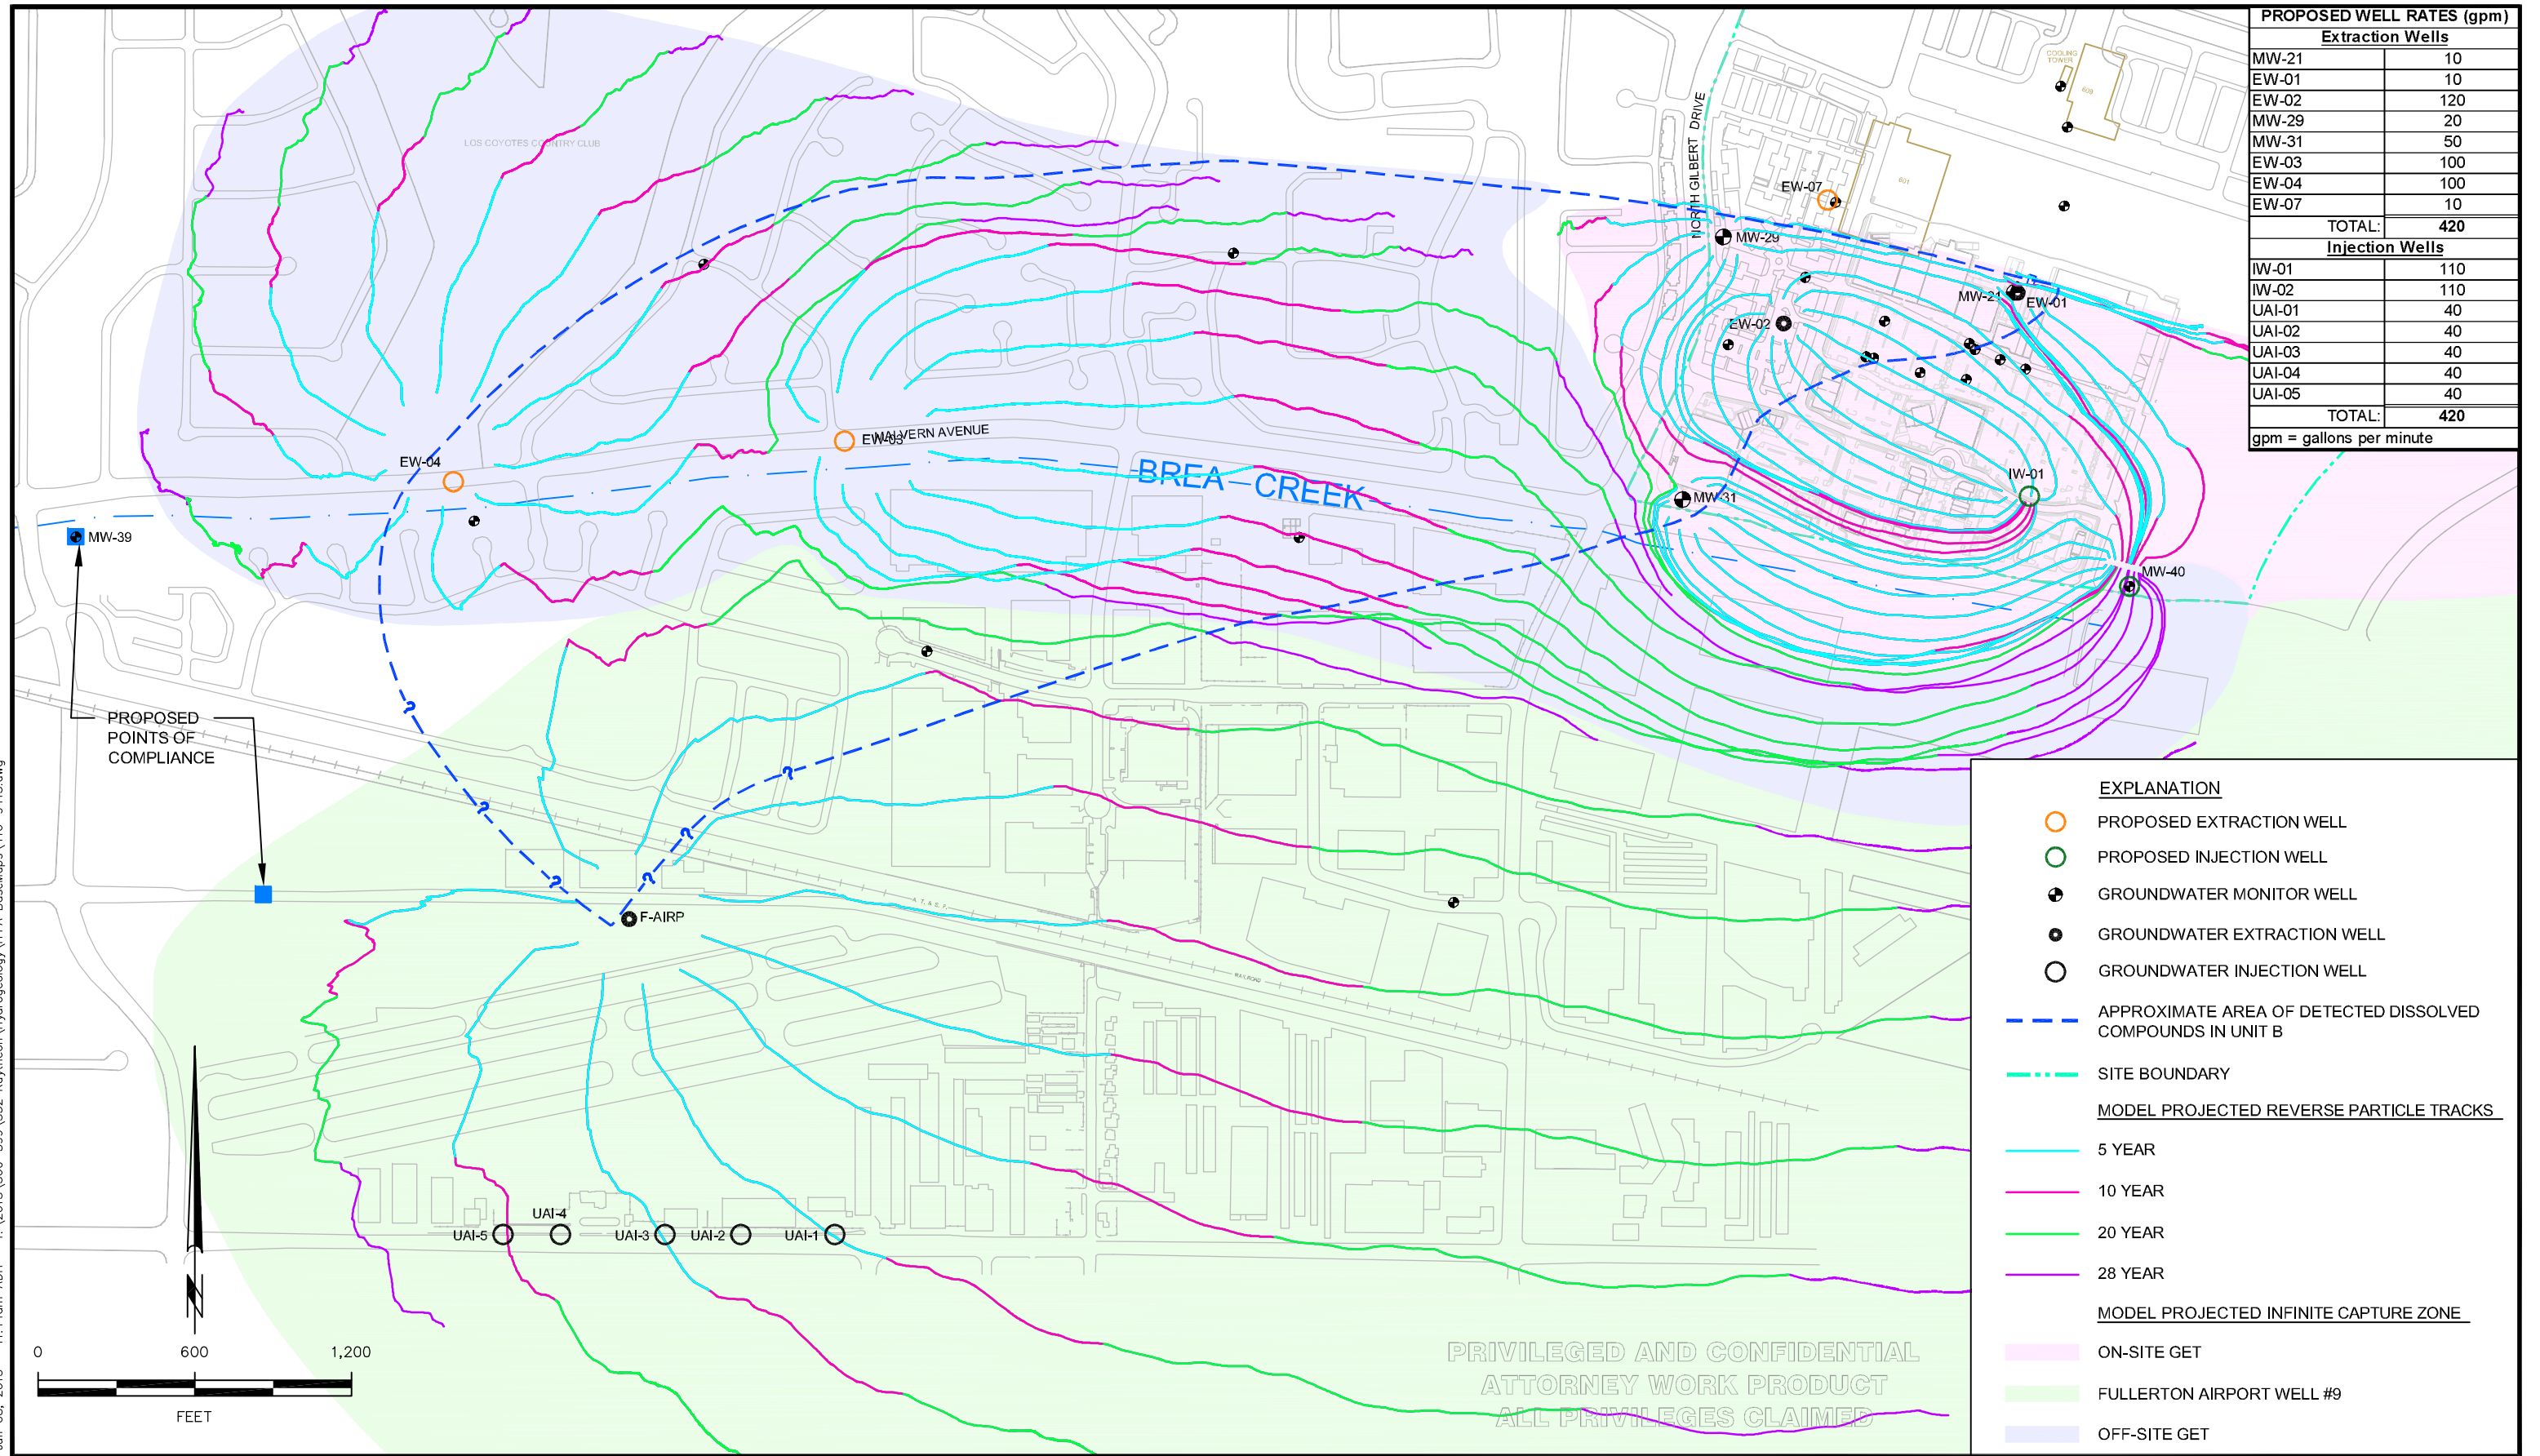 PROPOSED WELL RATES (gpm)
Extraction Wells
MW-21 10
EW-01 10
EW-02 120
MW-29 20
MW-31 50
EW-03 100
EW-04 100
EW-07 10
TOTAL: 420
Injection Wells
IW-01 110
IW-02 110
UAI-01 40
UAI-02 40
UAI-03 40
UAI-04 40
UAI-05 40
TOTAL: 420
gpm = gallons per minute
COOLING
TOWER
609
601
LOS COYOTES COUNTRY CLUB
NORTH GILBERT DRIVE
EW-07
MW-29
MW-21
EW-01
EW-02
EW-03
MALVERN AVENUE
EW-04
BREA CREEK
IW-01
MW-31
MW-39
MW-40
PROPOSED
POINTS OF
COMPLIANCE
?
?
?
?
?
?
F-AIRP
A.T. & S.F.
RAILROAD
UAI-5
UAI-4
UAI-3
UAI-2
UAI-1
N
0 600 1,200
FEET
PRIVILEGED AND CONFIDENTIAL
ATTORNEY WORK PRODUCT
ALL PRIVILEGES CLAIMED
EXPLANATION
PROPOSED EXTRACTION WELL
PROPOSED INJECTION WELL
GROUNDWATER MONITOR WELL
GROUNDWATER EXTRACTION WELL
GROUNDWATER INJECTION WELL
APPROXIMATE AREA OF DETECTED DISSOLVED
COMPOUNDS IN UNIT B
SITE BOUNDARY
MODEL PROJECTED REVERSE PARTICLE TRACKS
5 YEAR
10 YEAR
20 YEAR
28 YEAR
MODEL PROJECTED INFINITE CAPTURE ZONE
ON-SITE GET
FULLERTON AIRPORT WELL #9
OFF-SITE GET